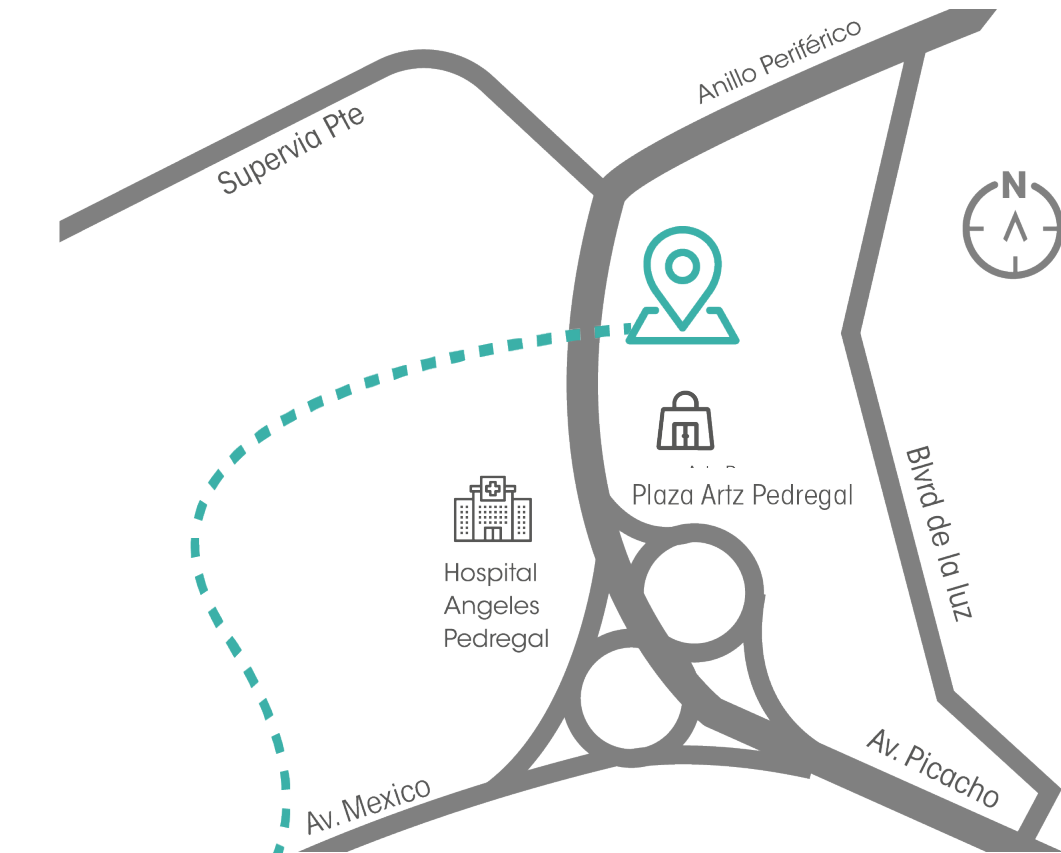 Anillo Periférico
Supervia Pte
N
Plaza Artz Pedregal
Blvrd de la luz
Hospital
Angeles
Pedregal
Av. Picacho
Av. Mexico